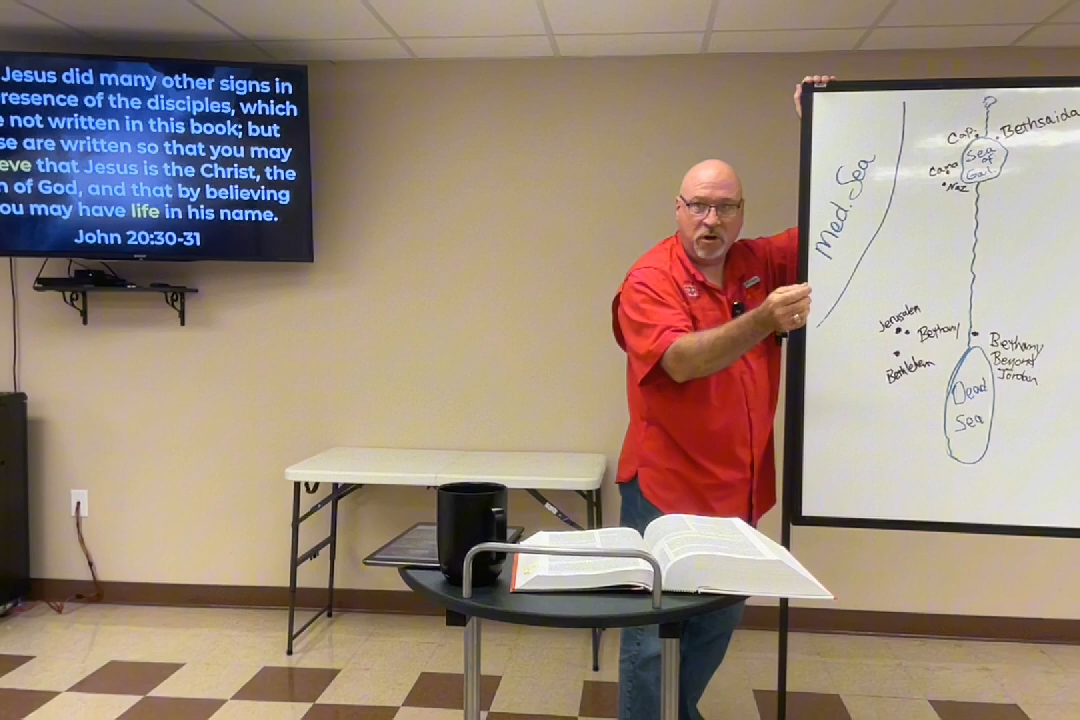 Jesus did many other signs in
resence of the disciples, which
e not written in this book; but
se are written so that you may
eve that Jesus is the Christ, the
n of God, and that by believing
ou may have life in his name.
John 20:30-31
Med. Sea
Cap.
Bethsaida
Sea
of
Gal
Cana
Naz
Jerusalem
Bethany
Bethlehem
Bethany
Beyond
Jordan
Dead
Sea